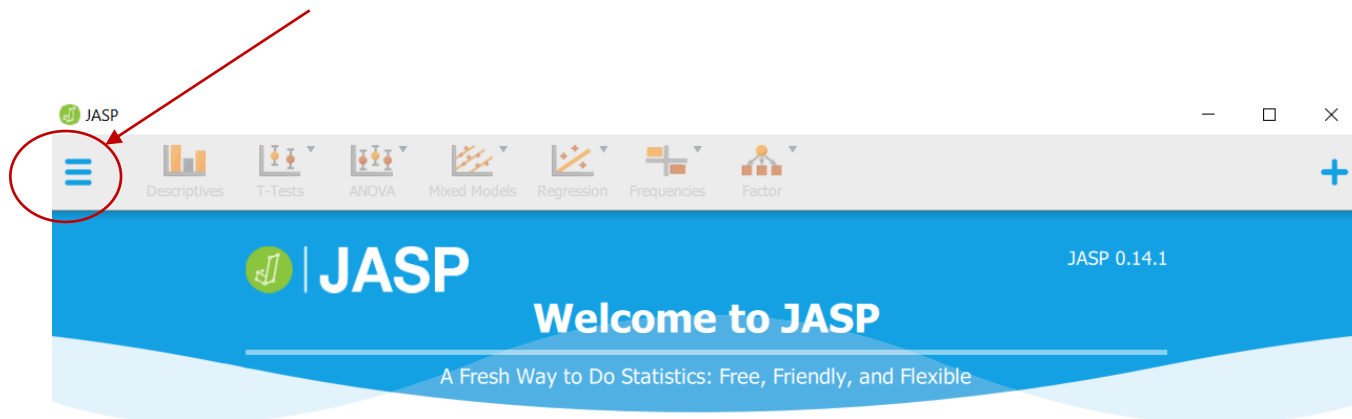 JASP
Descriptives T-Tests ANOVA Mixed Models Regression Frequencies Factor
JASP
JASP 0.14.1
Welcome to JASP
A Fresh Way to Do Statistics: Free, Friendly, and Flexible